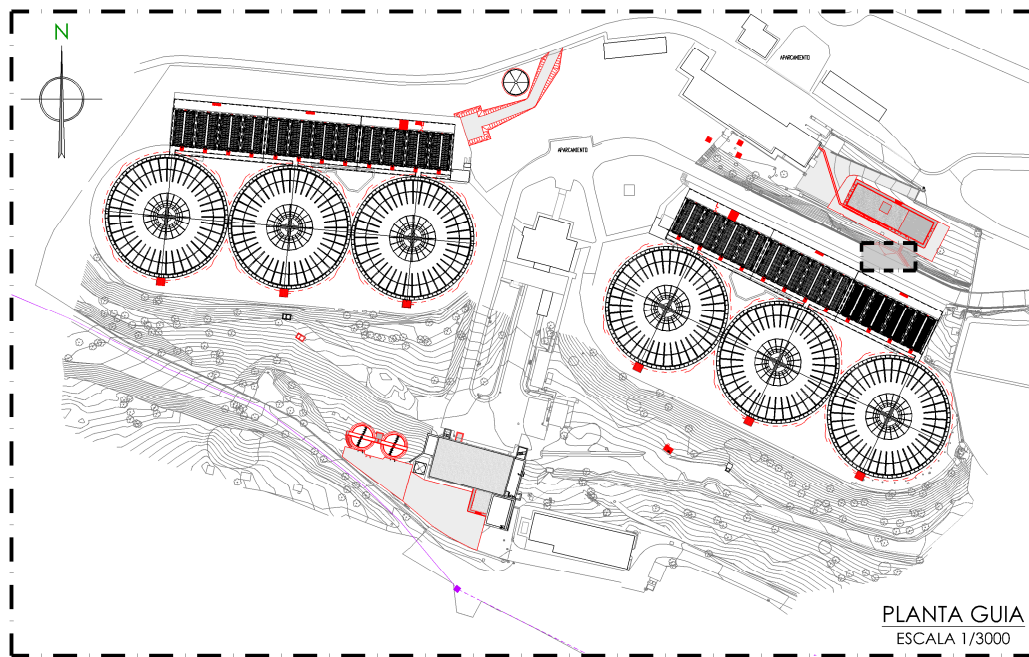 N
APARCAMIENTO
APARCAMIENTO
PLANTA GUIA
ESCALA 1/3000